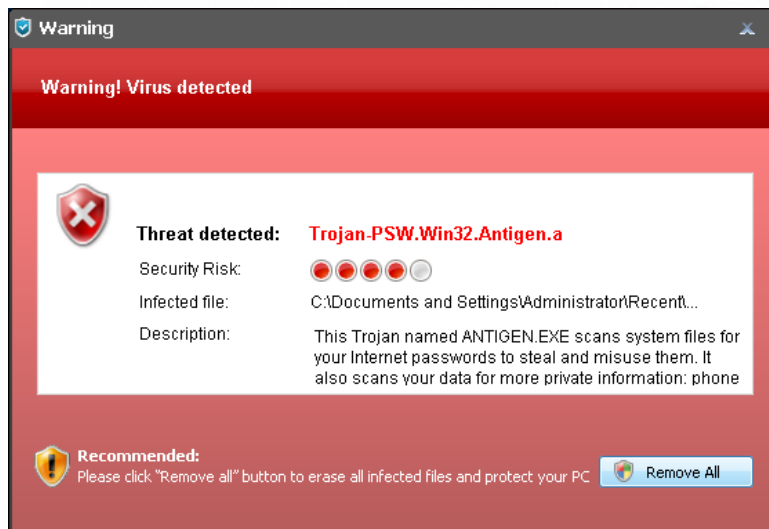 Warning
Warning! Virus detected
Threat detected: Trojan-PSW.Win32.Antigen.a
Security Risk:
Infected file: C:\Documents and Settings\Administrator\Recent\...
Description: This Trojan named ANTIGEN.EXE scans system files for
your Internet passwords to steal and misuse them. It
also scans your data for more private information: phone
Recommended:
Please click "Remove all" button to erase all infected files and protect your PC
Remove All